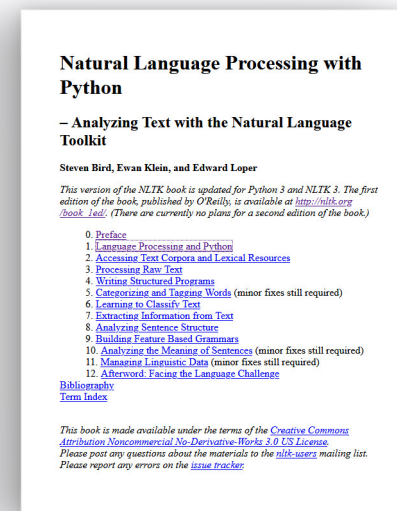 Natural Language Processing with
Python
– Analyzing Text with the Natural Language
Toolkit
Steven Bird, Ewan Klein, and Edward Loper
This version of the NLTK book is updated for Python 3 and NLTK 3. The first
edition of the book, published by O'Reilly, is available at http://nltk.org
/book_1ed/. (There are currently no plans for a second edition of the book.)
0. Preface
1. Language Processing and Python
2. Accessing Text Corpora and Lexical Resources
3. Processing Raw Text
4. Writing Structured Programs
5. Categorizing and Tagging Words (minor fixes still required)
6. Learning to Classify Text
7. Extracting Information from Text
8. Analyzing Sentence Structure
9. Building Feature Based Grammars
10. Analyzing the Meaning of Sentences (minor fixes still required)
11. Managing Linguistic Data (minor fixes still required)
12. Afterword: Facing the Language Challenge
Bibliography
Term Index
This book is made available under the terms of the Creative Commons
Attribution Noncommercial No-Derivative-Works 3.0 US License.
Please post any questions about the materials to the nltk-users mailing list.
Please report any errors on the issue tracker.